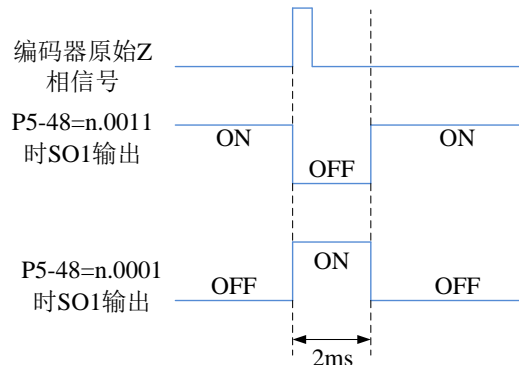 编码器原始Z
相信号
P5-48=n.0011
时SO1输出
ON
OFF
ON
P5-48=n.0001
时SO1输出
OFF
ON
OFF
2ms